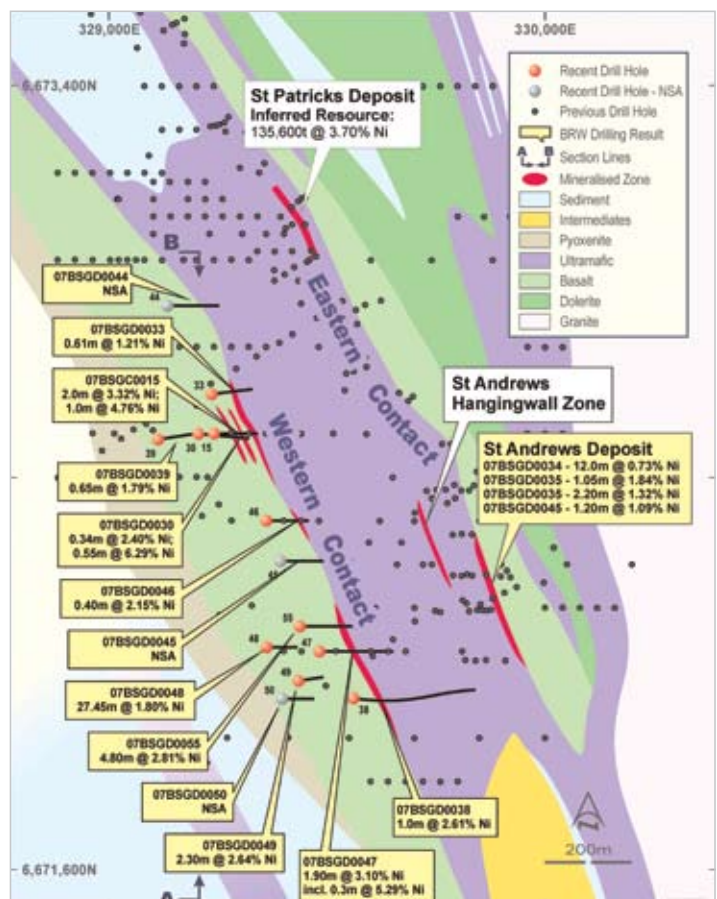 329,000E
330,000E
6,673,400N
St Patricks Deposit
Inferred Resource:
135,600t @ 3.70% Ni
Recent Drill Hole
Recent Drill Hole - NSA
Previous Drill Hole
BRW Drilling Result
A B
Section Lines
Mineralised Zone
Sediment
Intermediates
Pyoxenite
Ultramafic
Basalt
Dolerite
Granite
B
07BSGD0044
NSA
44
Eastern Contact
07BSGD0033
0.61m @ 1.21% Ni
33
07BSGC0015
2.0m @ 3.32% Ni;
1.0m @ 4.76% Ni
39
30
15
Western Contact
St Andrews
Hangingwall Zone
St Andrews Deposit
07BSGD0034 - 12.0m @ 0.73% Ni
07BSGD0035 - 1.05m @ 1.84% Ni
07BSGD0035 - 2.20m @ 1.32% Ni
07BSGD0045 - 1.20m @ 1.09% Ni
07BSGD0039
0.65m @ 1.79% Ni
07BSGD0030
0.34m @ 2.40% Ni;
0.55m @ 6.29% Ni
46
07BSGD0046
0.40m @ 2.15% Ni
07BSGD0045
NSA
55
48
47
49
50
38
07BSGD0048
27.45m @ 1.80% Ni
07BSGD0055
4.80m @ 2.81% Ni
07BSGD0050
NSA
07BSGD0038
1.0m @ 2.61% Ni
07BSGD0049
2.30m @ 2.64% Ni
07BSGD0047
1.90m @ 3.10% Ni
incl. 0.3m @ 5.29% Ni
200m
6,671,600N
A